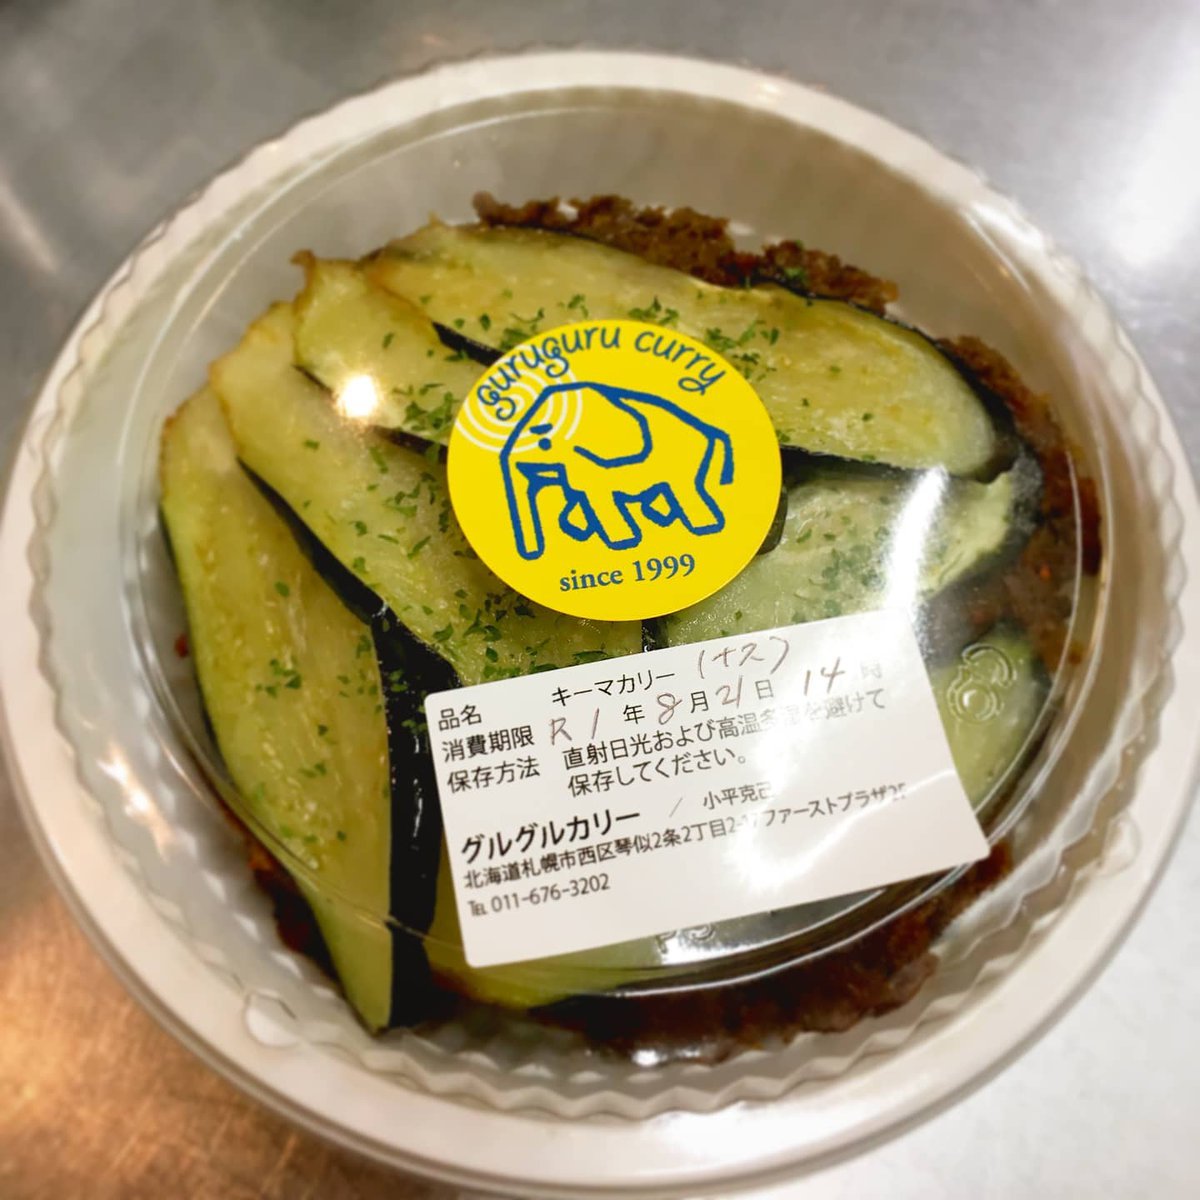 guruguru curry
since 1999
品名 キーマカリー (ナス)
消費期限 R1年8月21日 14時
保存方法 直射日光および高温多湿を避けて
保存してください。
グルグルカリー / 小平克己
北海道札幌市西区琴似2条2丁目2-17ファーストプラザ2F
℡ 011-676-3202
PS